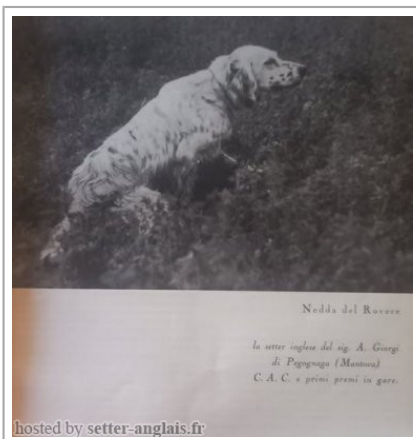 Nedda del Rovere
la setter inglese del sig. A. Giorgi
di Pegognaga (Mantova)
C. A. C. e primi premi in gare.
hosted by setter-anglais.fr